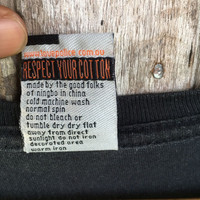 RESPECT YOUR COTTON
made by the good folks
of ningbo in china
cold machine wash
normal spin
do not bleach or
tumble dry dry flat
away from direct
sunlight do not iron
decorated area
warm iron